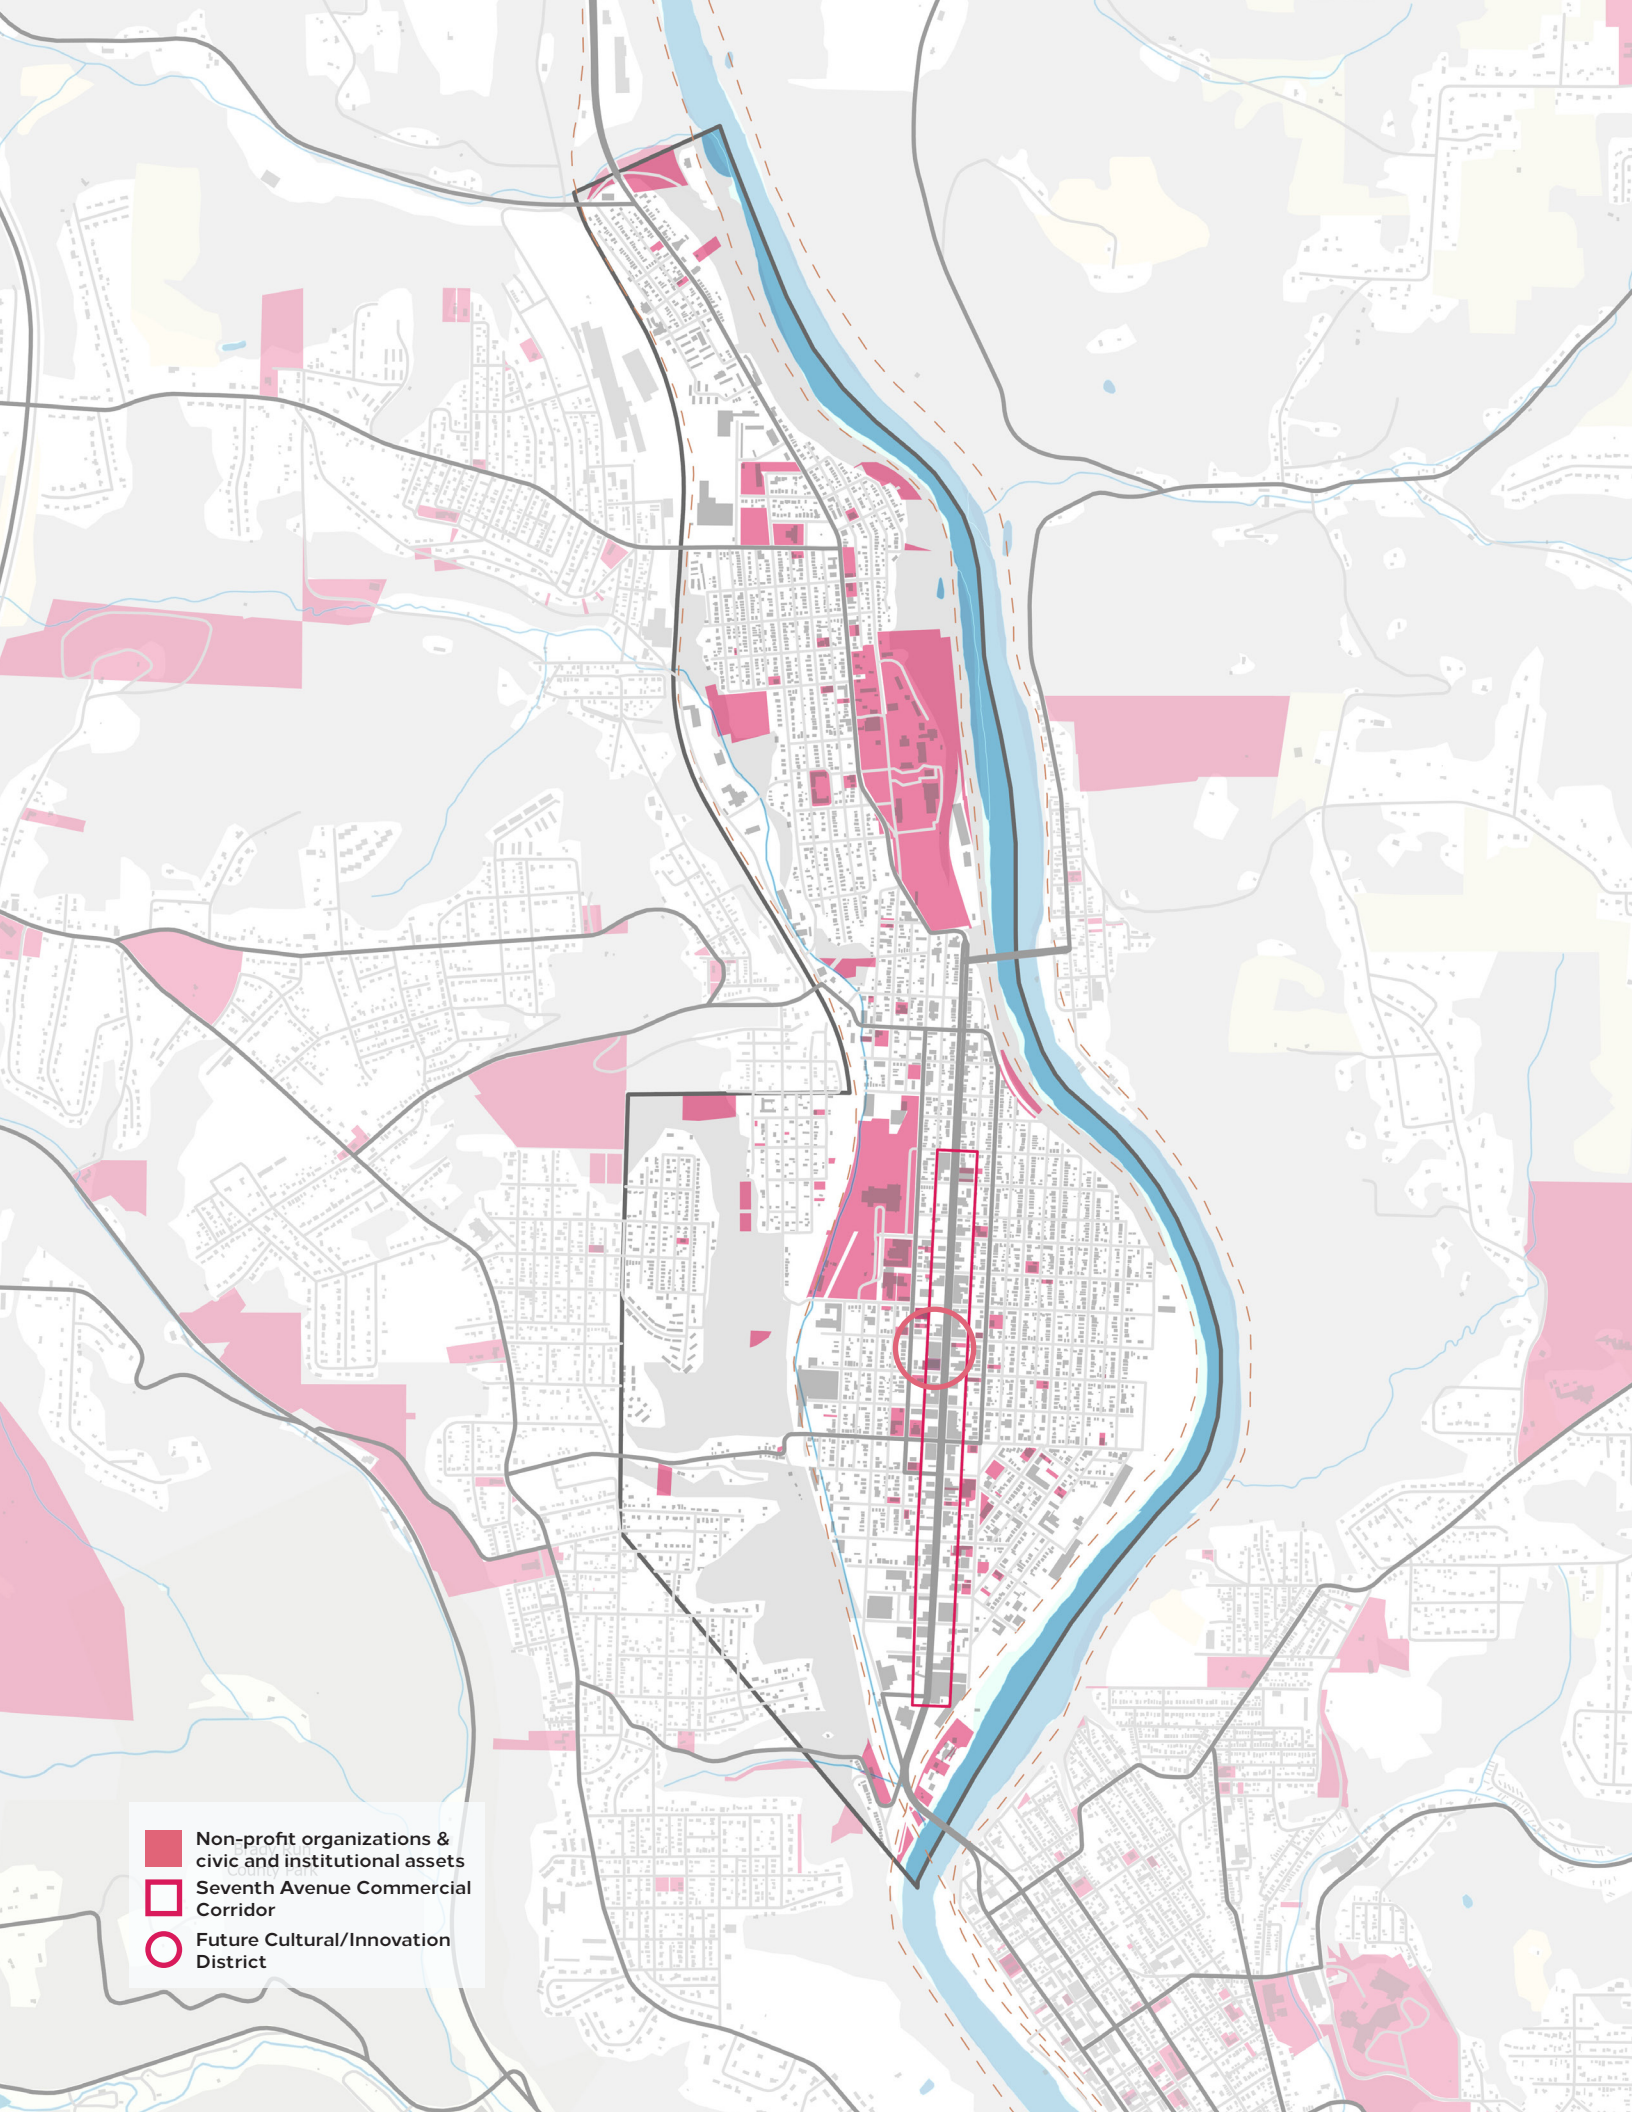 Non-profit organizations &
civic and institutional assets
Seventh Avenue Commercial
Corridor
Future Cultural/Innovation
District